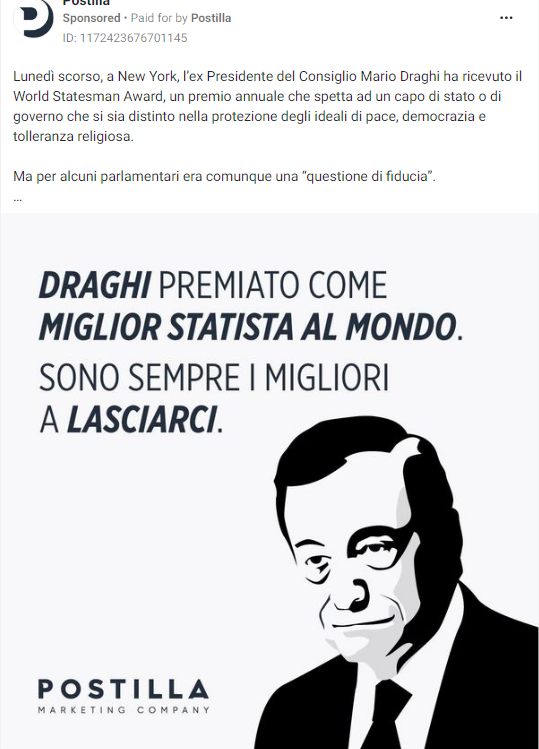 Postilla
Sponsored • Paid for by Postilla
ID: 1172423676701145
Lunedì scorso, a New York, l'ex Presidente del Consiglio Mario Draghi ha ricevuto il
World Statesman Award, un premio annuale che spetta ad un capo di stato o di
governo che si sia distinto nella protezione degli ideali di pace, democrazia e
tolleranza religiosa.
Ma per alcuni parlamentari era comunque una “questione di fiducia”.
...
DRAGHI PREMIATO COME
MIGLIOR STATISTA AL MONDO.
SONO SEMPRE I MIGLIORI
A LASCIARCI.
POSTILLA
MARKETING COMPANY